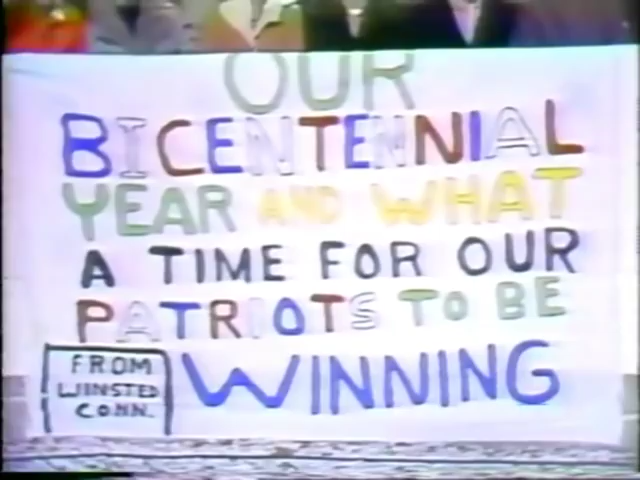 OUR
BICENTENNIAL
YEAR AND WHAT
A TIME FOR OUR
PATRIOTS TO BE
WINNING
FROM
WINSTED
CONN.